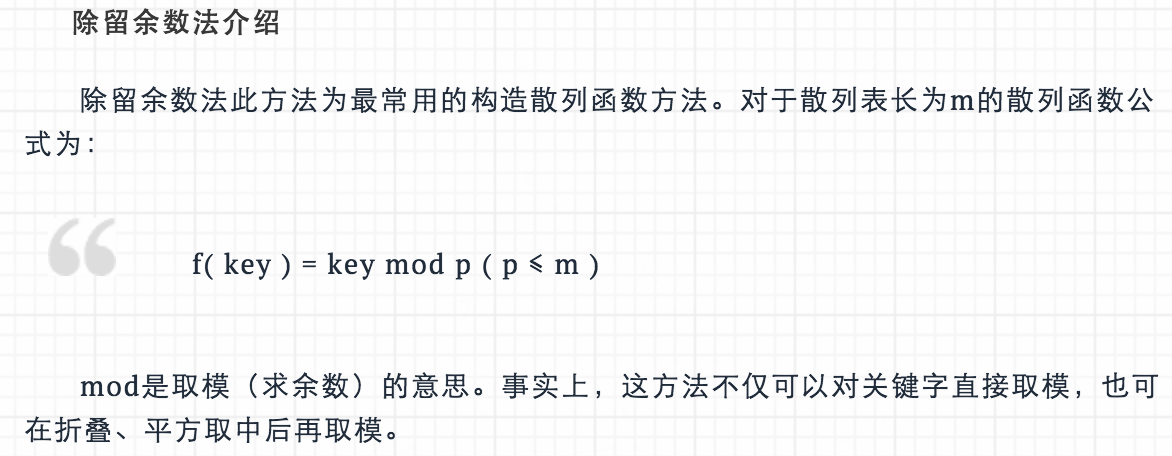 除留余数法介绍
除留余数法此方法为最常用的构造散列函数方法。对于散列表长为m的散列函数公
式为：
f( key ) = key mod p ( p ⩽ m )
mod是取模（求余数）的意思。事实上，这方法不仅可以对关键字直接取模，也可
在折叠、平方取中后再取模。